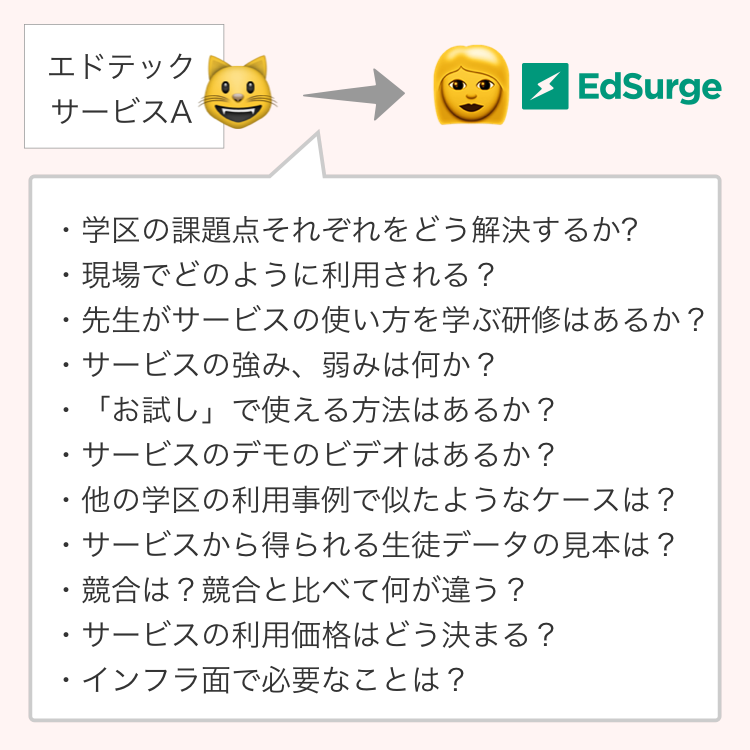 エドテック
サービスA
EdSurge
・学区の課題点それぞれをどう解決するか?
・現場でどのように利用される？
・先生がサービスの使い方を学ぶ研修はあるか？
・サービスの強み、弱みは何か？
・「お試し」で使える方法はあるか？
・サービスのデモのビデオはあるか？
・他の学区の利用事例で似たようなケースは？
・サービスから得られる生徒データの見本は？
・競合は？競合と比べて何が違う？
・サービスの利用価格はどう決まる？
・インフラ面で必要なことは？